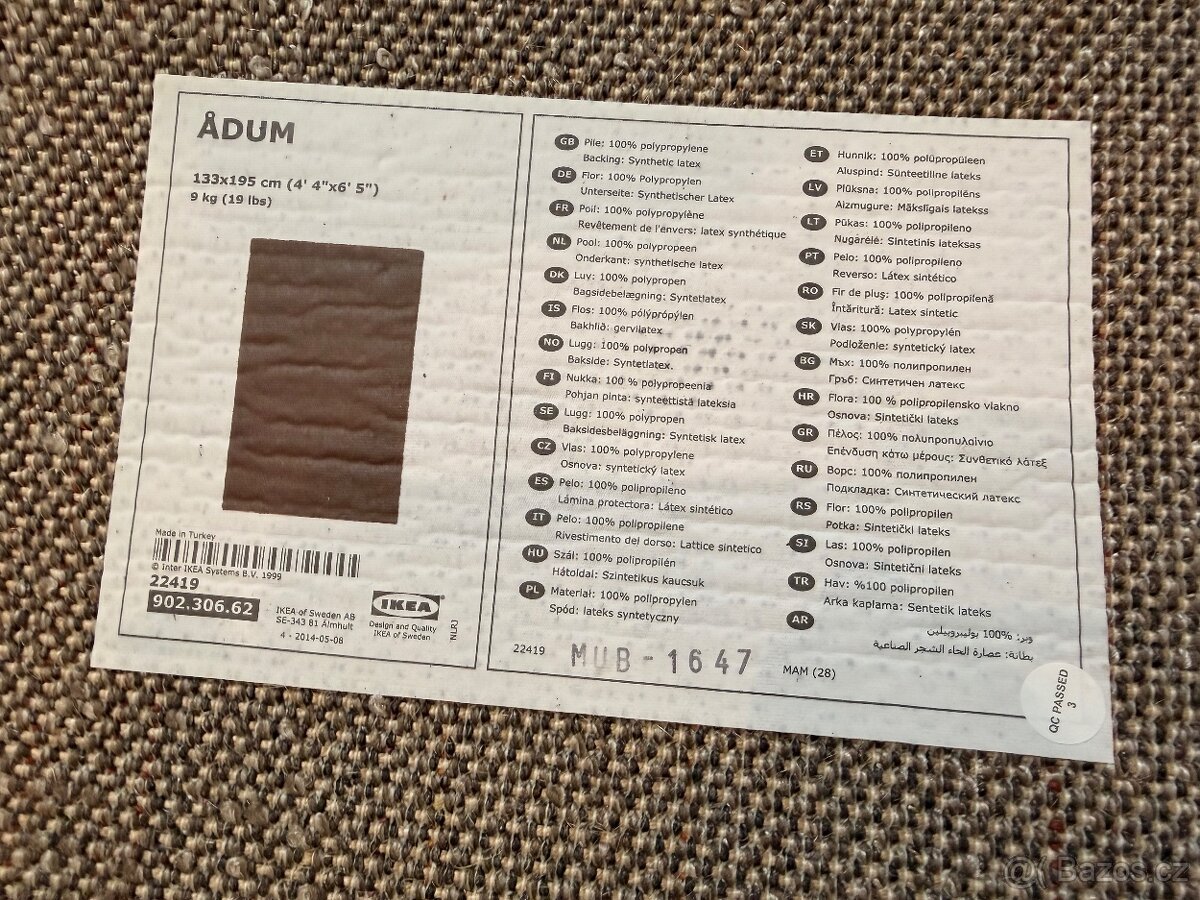 ÅDUM
133x195 cm (4' 4"x6' 5")
9 kg (19 lbs)
Made in Turkey
© Inter IKEA Systems B.V. 1999
22419
902.306.62
IKEA of Sweden AB
SE-343 81 Älmhult
4 - 2014-05-08
IKEA®
Design and Quality
IKEA of Sweden
NLRJ
GB Pile: 100% polypropylene
Backing: Synthetic latex
DE Flor: 100% Polypropylen
Unterseite: Synthetischer Latex
FR Poil: 100% polypropylène
Revêtement de l'envers: latex synthétique
NL Pool: 100% polypropeen
Onderkant: synthetische latex
DK Luv: 100% polypropen
Bagsidebelægning: Syntetlatex
IS Flos: 100% pólýprópýlen
Bakhlið: gervilatex
NO Lugg: 100% polypropen
Bakside: Syntetlatex.
FI Nukka: 100 % polypropeenia
Pohjan pinta: synteettistä lateksia
SE Lugg: 100% polypropen
Baksidesbeläggning: Syntetisk latex
CZ Vlas: 100% polypropylene
Osnova: syntetický latex
ES Pelo: 100% polipropileno
Lámina protectora: Látex sintético
IT Pelo: 100% polipropilene
Rivestimento del dorso: Lattice sintetico
HU Szál: 100% polipropilén
Hátoldal: Szintetikus kaucsuk
PL Materiał: 100% polipropylen
Spód: lateks syntetyczny
ET Hunnik: 100% polüpropüleen
Aluspind: Sünteetiline lateks
LV Plūksna: 100% polipropilēns
Aizmugure: Mākslīgais latekss
LT Pūkas: 100% polipropileno
Nugarėlė: Sintetinis lateksas
PT Pelo: 100% polipropileno
Reverso: Látex sintético
RO Fir de pluş: 100% polipropilenă
Întăritură: Latex sintetic
SK Vlas: 100% polypropylén
Podloženie: syntetický latex
BG Мъх: 100% полипропилен
Гръб: Синтетичен латекс
HR Flora: 100 % polipropilensko vlakno
Osnova: Sintetički lateks
GR Πέλος: 100% πολυπροπυλαίνιο
Επένδυση κάτω μέρους: Συνθετικό λάτεξ
RU Ворс: 100% полипропилен
Подкладка: Синтетический латекс
RS Flor: 100% polipropilen
Potka: Sintetički lateks
SI Las: 100% polipropilen
Osnova: Sintetični lateks
TR Hav: %100 polipropilen
Arka kaplama: Sentetik lateks
AR
وبر: 100% بوليبروبيلين
بطانة: عصارة الحاء الشجر الصناعية
22419
MUB-1647
MAM (28)
QC PASSED
3
@( Bazos.cz